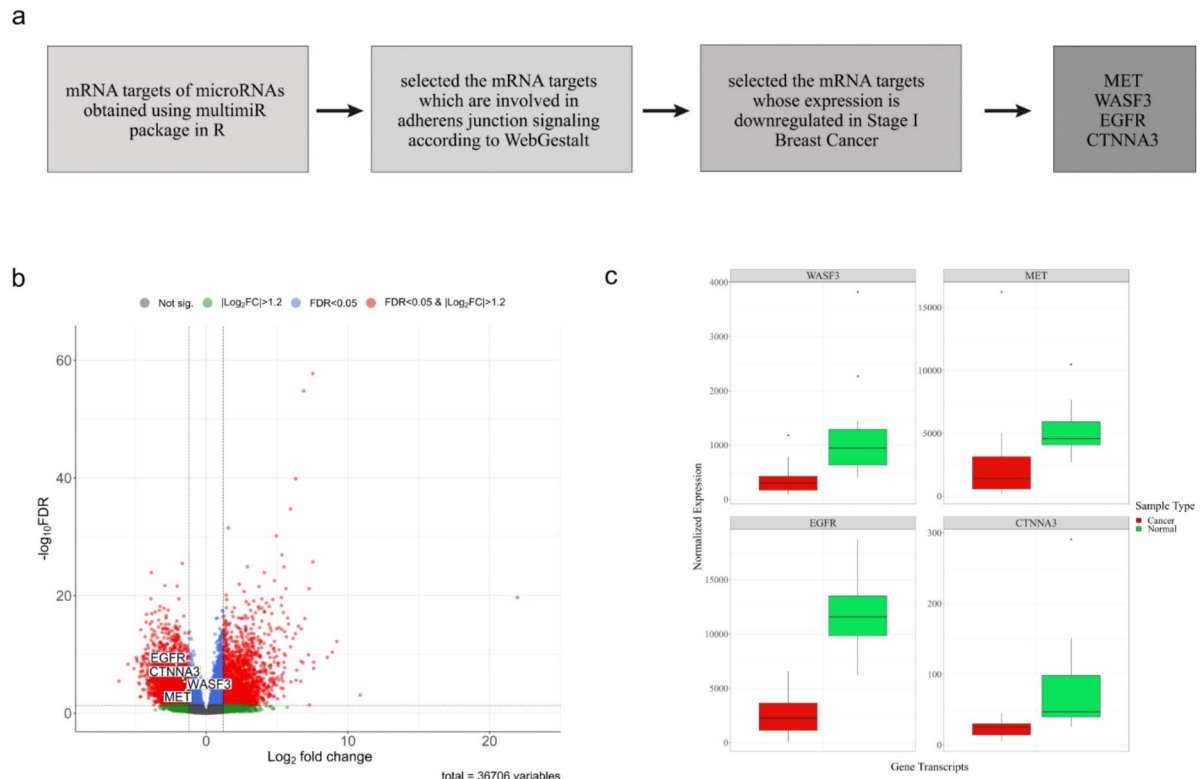 a
mRNA targets of microRNAs
obtained using multimiR
package in R
selected the mRNA targets
which are involved in
adherens junction signaling
according to WebGestalt
selected the mRNA targets
whose expression is
downregulated in Stage I
Breast Cancer
MET
WASF3
EGFR
CTNNA3
b
Not sig. |Log2FC|>1.2 FDR<0.05 FDR<0.05 & |Log2FC|>1.2
-log10FDR
60
40
20
0
EGFR
CTNNA3
WASF3
MET
0 10 20
Log2 fold change
total = 36706 variables
c
WASF3
4000
3000
2000
1000
0
MET
15000
10000
5000
0
EGFR
15000
10000
5000
0
CTNNA3
300
200
100
0
Normalized Expression
Gene Transcripts
Sample Type
Cancer
Normal